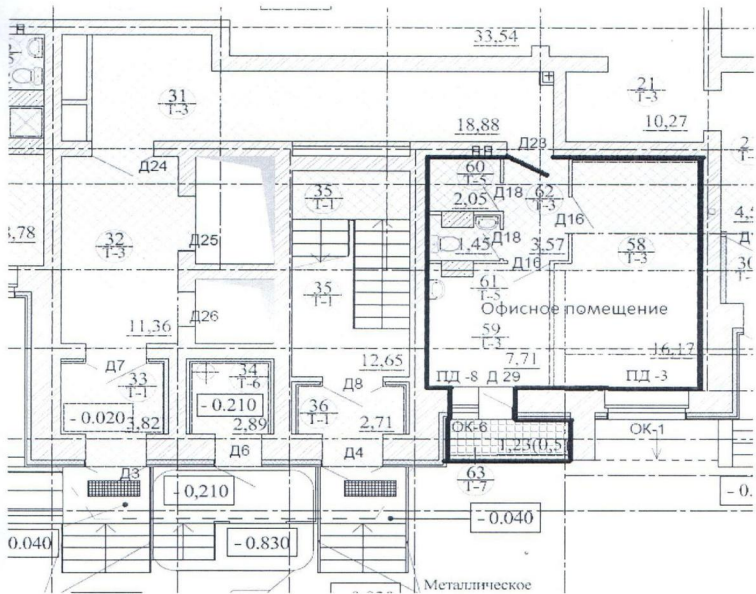 33,54
21
Т-3
10,27
31
Т-3
18,88
Д23
Д24
60
Т-5
2,05
Д18
62
Т-3
Д16
35
Т-1
32
Т-3
Д25
1,45
Д18
3,57
Д16
58
Т-3
8,78
35
Т-1
61
Т-5
Офисное помещение
Д26
59
Т-3
11,36
12,65
7,71
16,17
Д7
33
Т-1
34
Т-6
Д8
ПД -8
Д 29
ПД -3
- 0.020
3,82
- 0.210
2,89
36
Т-1
2,71
ОК-6
1,23(0,5
ОК-1
Д3
Д6
Д4
63
Т-7
- 0,210
- 0.
- 0.040
0.040
- 0.830
Металлическое